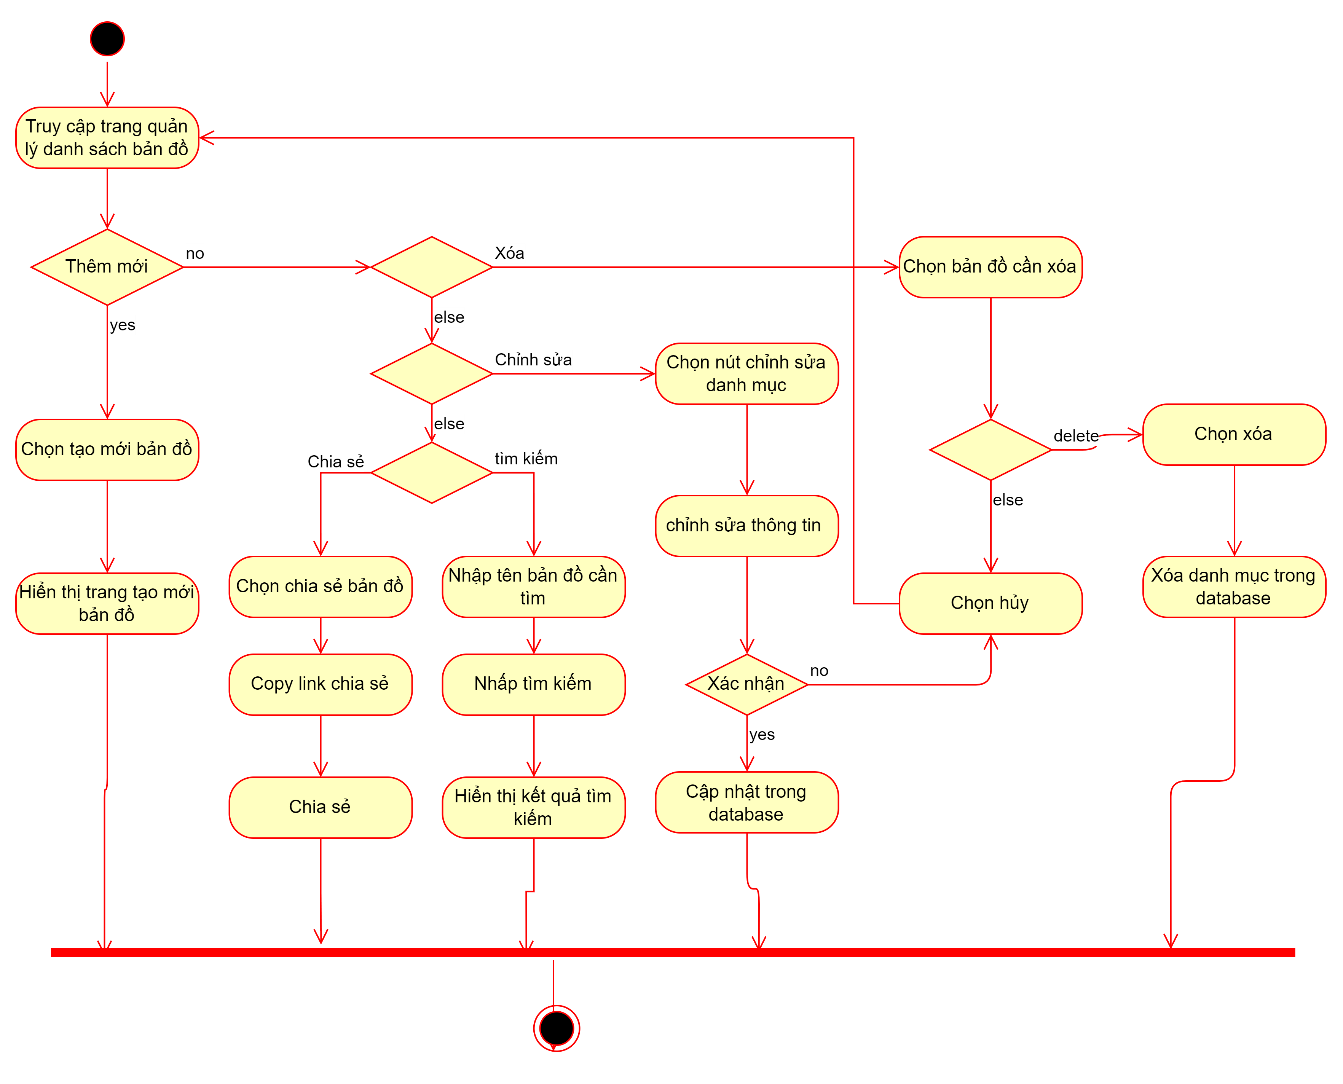 Truy cập trang quản
lý danh sách bản đồ
Thêm mới
no
Xóa
Chọn bản đồ cần xóa
yes
else
Chỉnh sửa
Chọn nút chỉnh sửa
danh mục
else
Chia sẻ
tìm kiếm
delete
Chọn xóa
Chọn tạo mới bản đồ
else
chỉnh sửa thông tin
Hiển thị trang tạo mới
bản đồ
Chọn chia sẻ bản đồ
Nhập tên bản đồ cần
tìm
Chọn hủy
Xóa danh mục trong
database
Copy link chia sẻ
Nhấp tìm kiếm
Xác nhận
no
yes
Chia sẻ
Hiển thị kết quả tìm
kiếm
Cập nhật trong
database